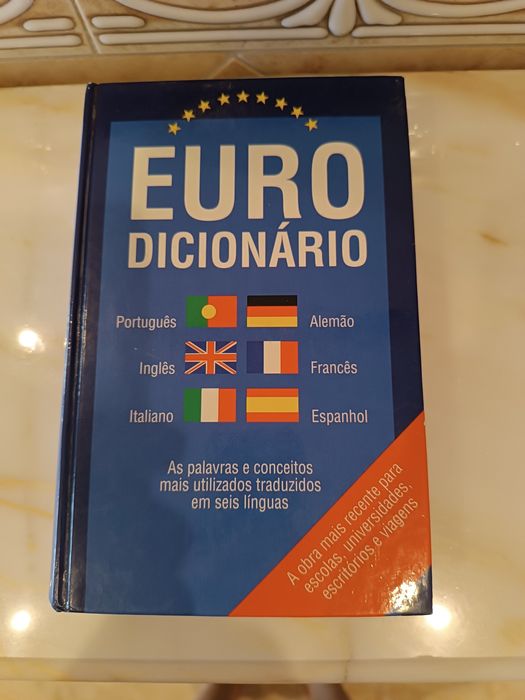 EURO
DICIONÁRIO
Português
Alemão
Inglês
Francês
Italiano
Espanhol
As palavras e conceitos
mais utilizados traduzidos
em seis línguas
A obra mais recente para
escolas, universidades,
escritórios e viagens